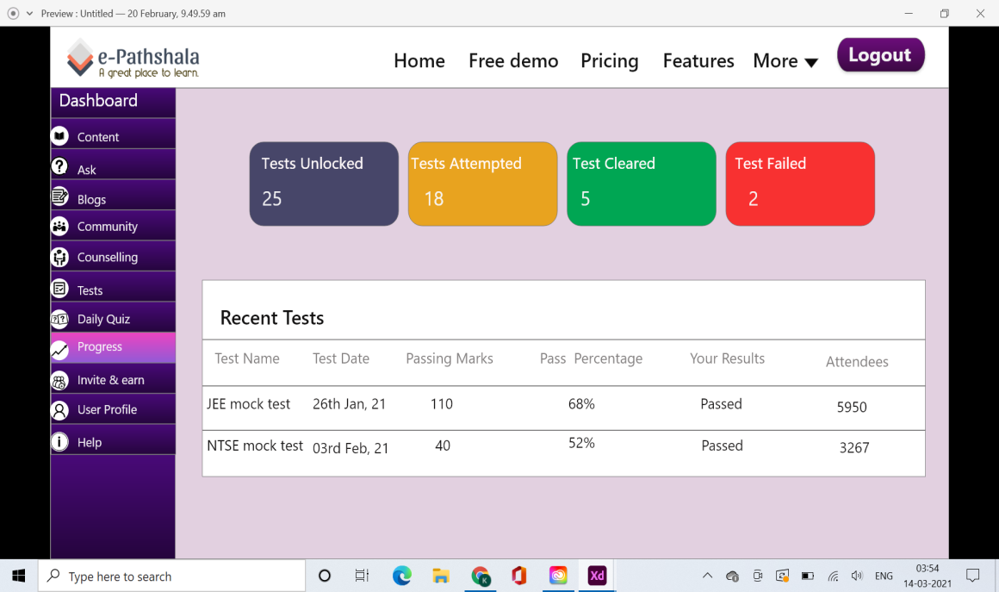 Preview : Untitled — 20 February, 9.49.59 am
e-Pathshala
A great place to learn.
Home Free demo Pricing Features More Logout
Dashboard
Content
Ask
Blogs
Community
Counselling
Tests
Daily Quiz
Progress
Invite & earn
User Profile
Help
Tests Unlocked
25
Tests Attempted
18
Test Cleared
5
Test Failed
2
Recent Tests
Test Name Test Date Passing Marks Pass Percentage Your Results Attendees
JEE mock test 26th Jan, 21 110 68% Passed 5950
NTSE mock test 03rd Feb, 21 40 52% Passed 3267
Type here to search
K
Xd
ENG
03:54
14-03-2021